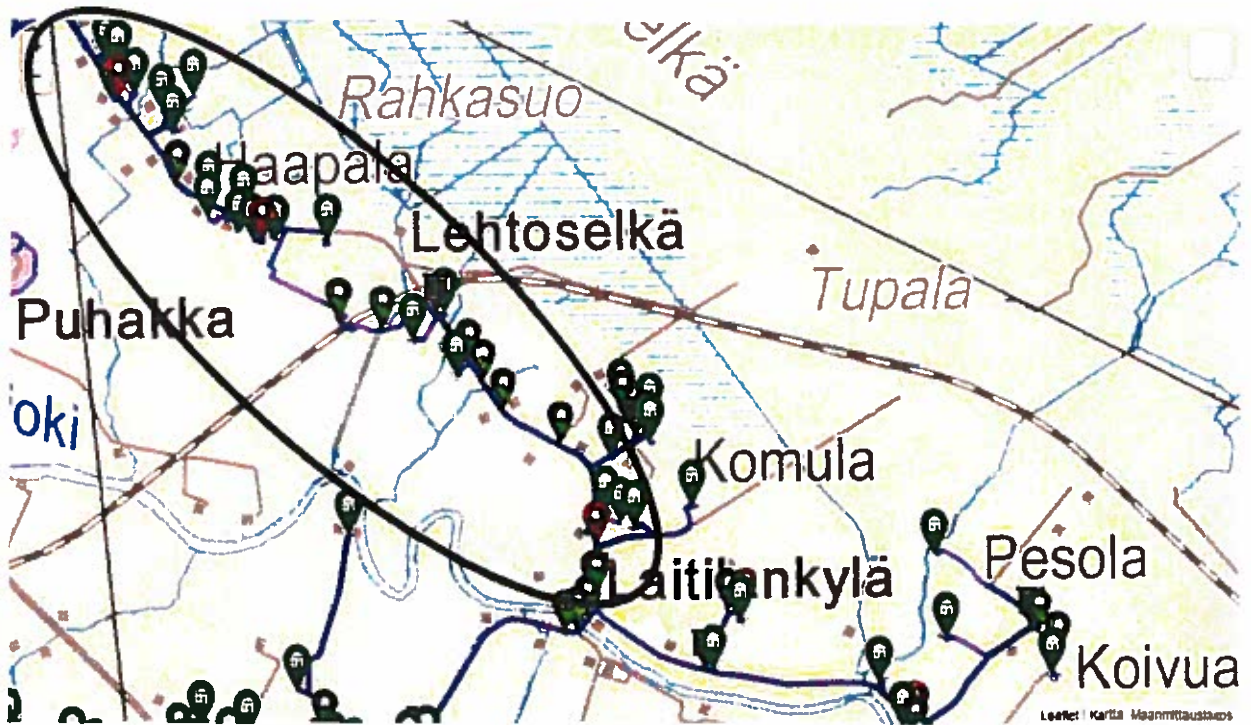 elkä
Rahkasuo
Haapala
Lehtoselkä
Tupala
Puhakka
oki
Komula
Laitilankylä
Pesola
Koivua
Leaflet | Kartta Maanmittauslaitos